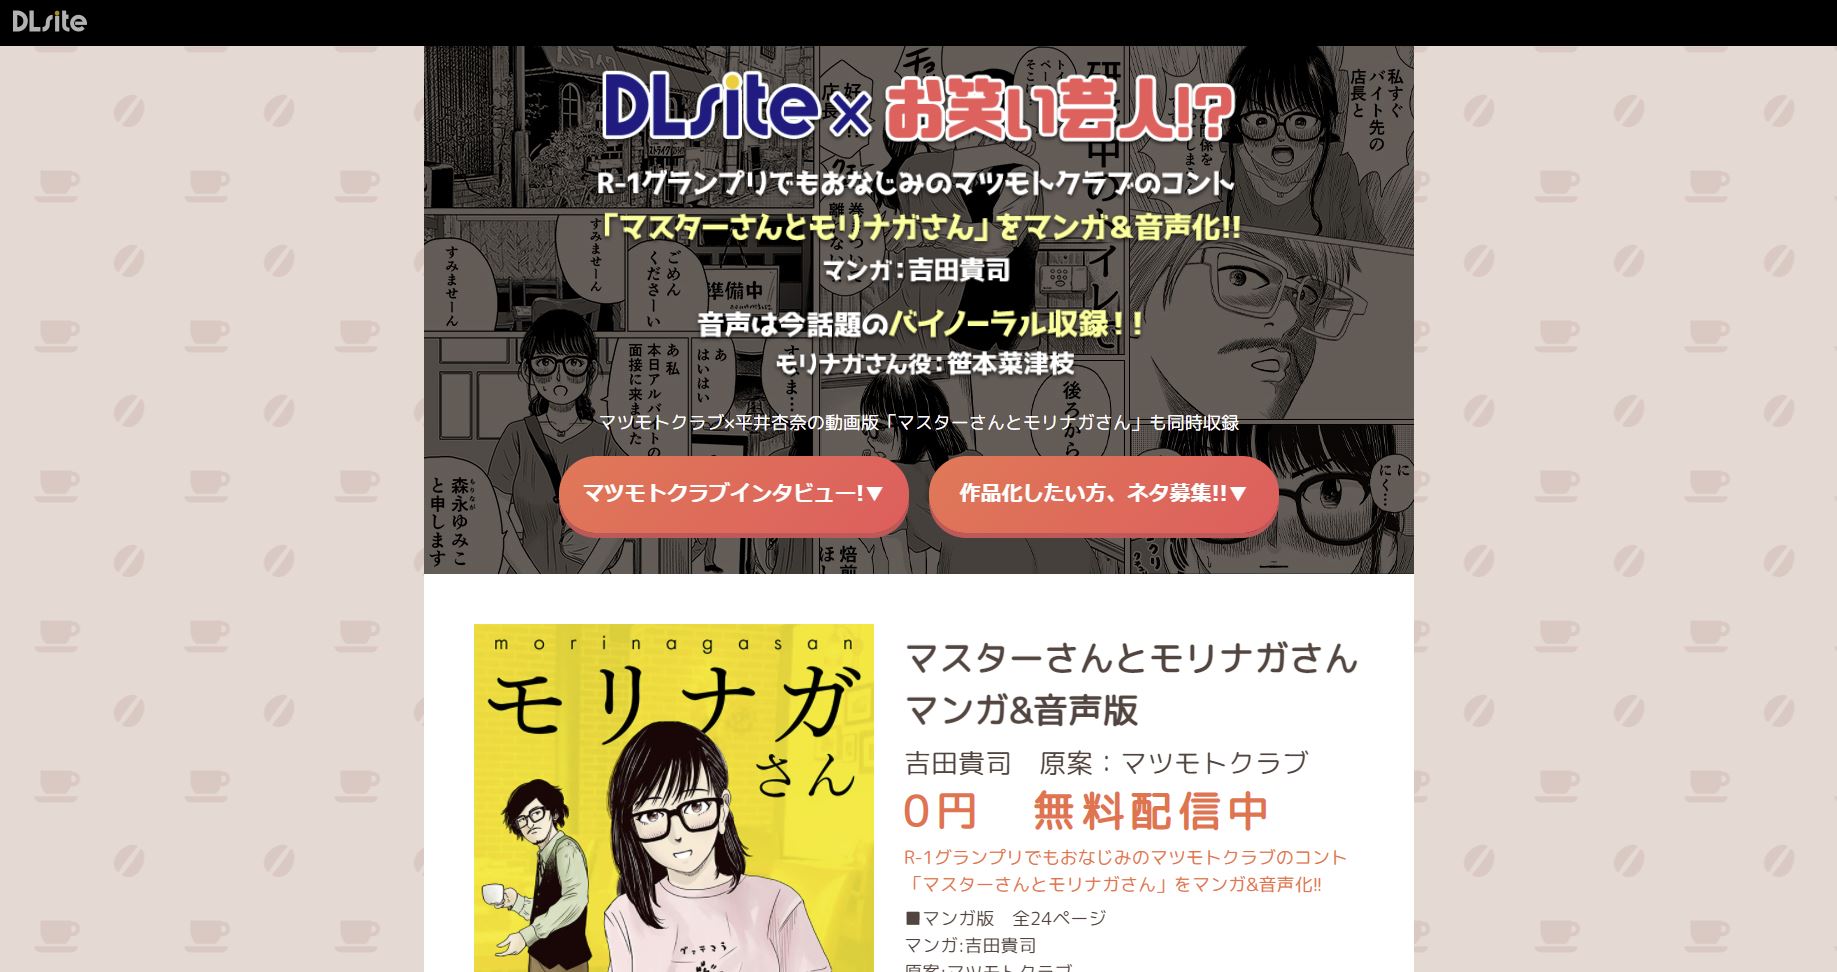 DLsite
DLsite×お笑い芸人!?
R-1グランプリでもおなじみのマツモトクラブのコント
「マスターさんとモリナガさん」をマンガ&音声化!!
マンガ：吉田貴司
音声は今話題のバイノーラル収録！！
モリナガさん役：笹本菜津枝
マツモトクラブ×平井杏奈の動画版「マスターさんとモリナガさん」も同時収録
マツモトクラブインタビュー!▼
作品化したい方、ネタ募集!!▼
私すぐ
バイト先の
店長と
すみませーん
すみませーん
ごめん
くださーい
準備中
あ 私
本日アルバイトの
面接に来ました
あ
はいはい
後ろから
森永ゆみこ
と申します
に
にく…
morinagasan
モリナガ
さん
マスターさんとモリナガさん
マンガ&音声版
吉田貴司　原案：マツモトクラブ
0円　無料配信中
R-1グランプリでもおなじみのマツモトクラブのコント
「マスターさんとモリナガさん」をマンガ&音声化!!
■マンガ版　全24ページ
マンガ:吉田貴司
原案:マツモトクラブ